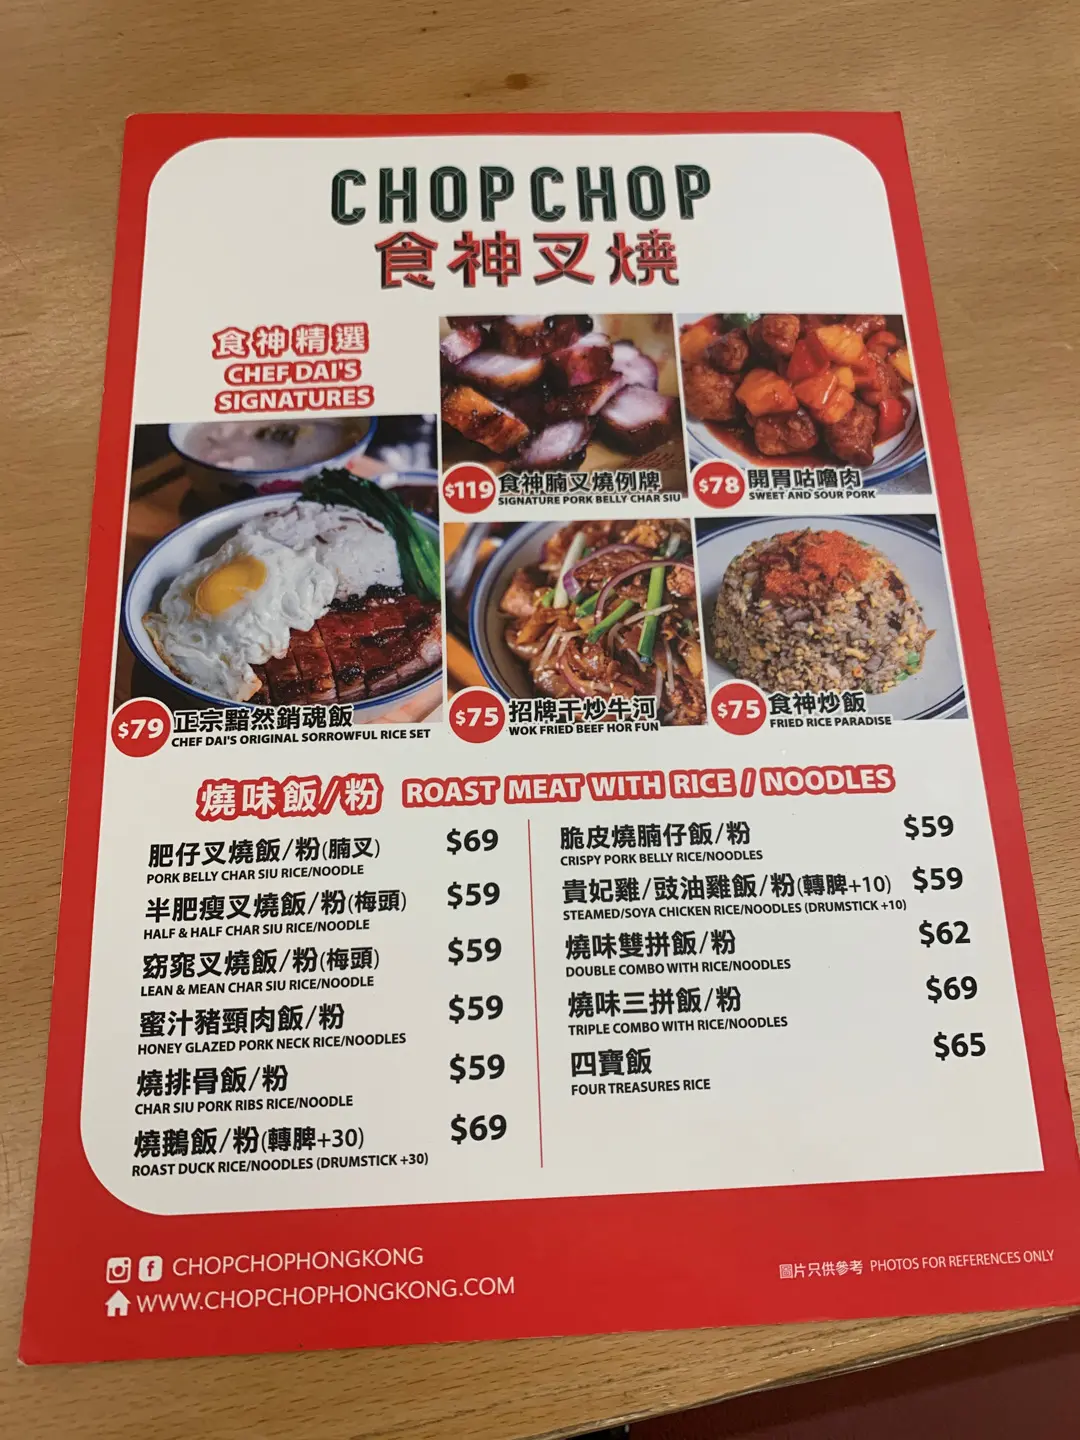 CHOPCHOP
食神叉燒
食神精選
CHEF DAI'S
SIGNATURES
$119 食神腩叉燒例牌
SIGNATURE PORK BELLY CHAR SIU
$78 開胃咕嚕肉
SWEET AND SOUR PORK
$79 正宗黯然銷魂飯
CHEF DAI'S ORIGINAL SORROWFUL RICE SET
$75 招牌干炒牛河
WOK FRIED BEEF HOR FUN
$75 食神炒飯
FRIED RICE PARADISE
燒味飯/粉 ROAST MEAT WITH RICE / NOODLES
肥仔叉燒飯/粉(腩叉) $69
PORK BELLY CHAR SIU RICE/NOODLE
半肥瘦叉燒飯/粉(梅頭) $59
HALF & HALF CHAR SIU RICE/NOODLE
窈窕叉燒飯/粉(梅頭) $59
LEAN & MEAN CHAR SIU RICE/NOODLE
蜜汁豬頸肉飯/粉 $59
HONEY GLAZED PORK NECK RICE/NOODLES
燒排骨飯/粉 $59
CHAR SIU PORK RIBS RICE/NOODLE
燒鵝飯/粉(轉髀+30) $69
ROAST DUCK RICE/NOODLES (DRUMSTICK +30)
脆皮燒腩仔飯/粉 $59
CRISPY PORK BELLY RICE/NOODLES
貴妃雞/豉油雞飯/粉(轉髀+10) $59
STEAMED/SOYA CHICKEN RICE/NOODLES (DRUMSTICK +10)
燒味雙拼飯/粉 $62
DOUBLE COMBO WITH RICE/NOODLES
燒味三拼飯/粉 $69
TRIPLE COMBO WITH RICE/NOODLES
四寶飯 $65
FOUR TREASURES RICE
CHOPCHOPHONGKONG
WWW.CHOPCHOPHONGKONG.COM
圖片只供參考 PHOTOS FOR REFERENCES ONLY